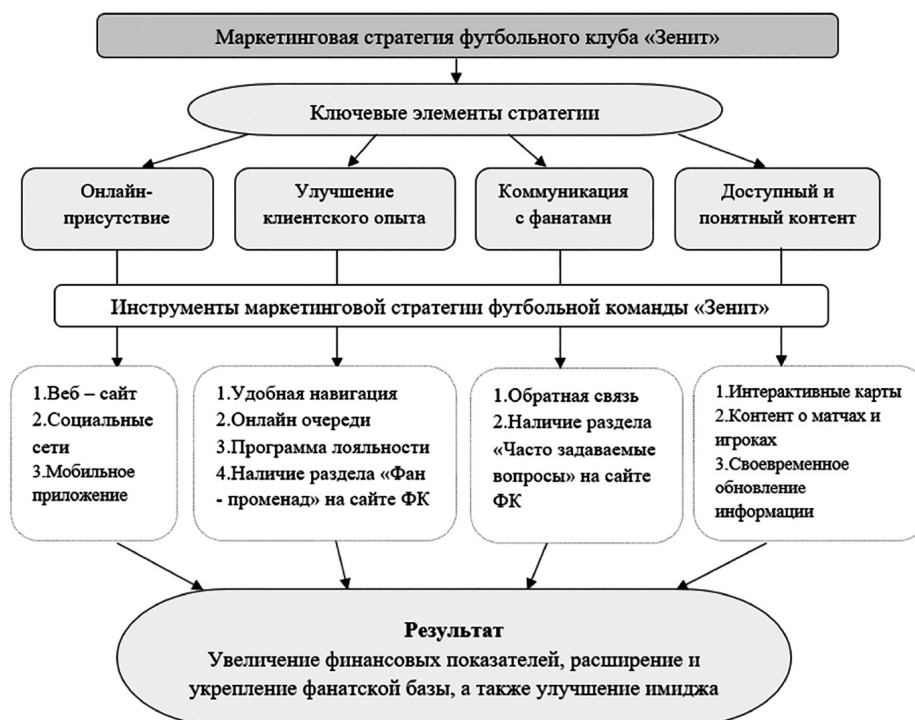 Маркетинговая стратегия футбольного клуба «Зенит»
Ключевые элементы стратегии
Онлайн-
присутствие
Улучшение
клиентского опыта
Коммуникация
с фанатами
Доступный и
понятный контент
Инструменты маркетинговой стратегии футбольной команды «Зенит»
1.Веб – сайт
2.Социальные
сети
3.Мобильное
приложение
1.Удобная навигация
2.Онлайн очереди
3.Программа лояльности
4.Наличие раздела «Фан
- променад» на сайте ФК
1.Обратная связь
2.Наличие раздела
«Часто задаваемые
вопросы» на сайте
ФК
1.Интерактивные карты
2.Контент о матчах и
игроках
3.Своевременное
обновление
информации
Результат
Увеличение финансовых показателей, расширение и
укрепление фанатской базы, а также улучшение имиджа